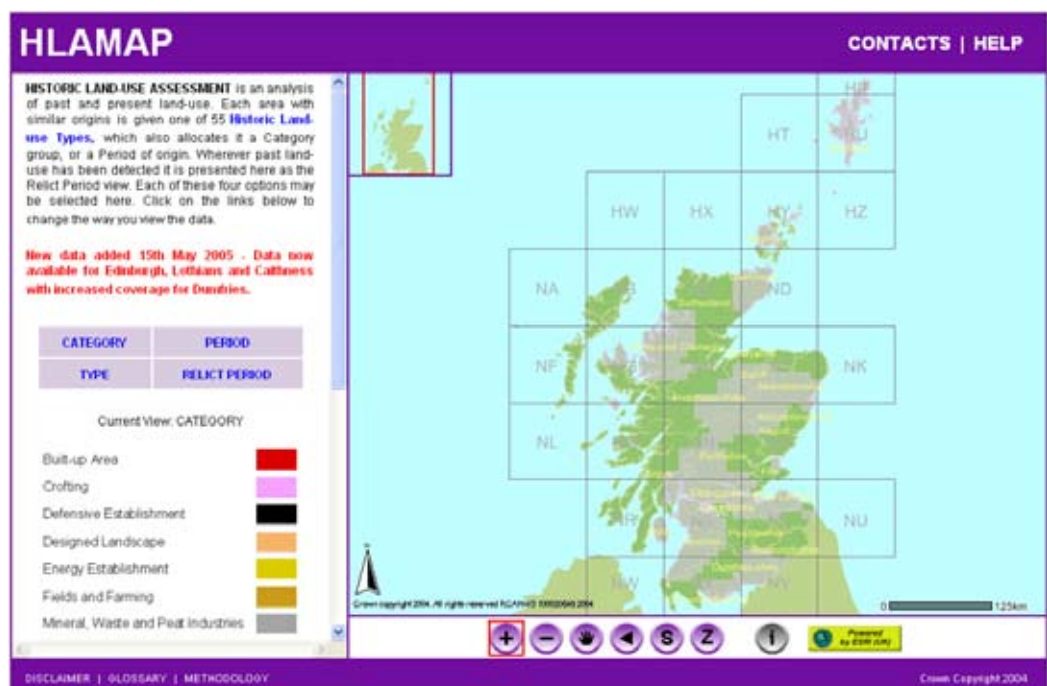 HLAMAP
CONTACTS | HELP
HISTORIC LAND-USE ASSESSMENT is an analysis
of past and present land-use. Each area with
similar origins is given one of 55 Historic Land-
use Types, which also allocates it a Category
group, or a Period of origin. Wherever past land-
use has been detected it is presented here as the
Relict Period view. Each of these four options may
be selected here. Click on the links below to
change the way you view the data.
New data added 15th May 2005 - Data now
available for Edinburgh, Lothians and Caithness
with increased coverage for Dumfries.
CATEGORY PERIOD
TYPE RELICT PERIOD
Current View: CATEGORY
Built-up Area
Crofting
Defensive Establishment
Designed Landscape
Energy Establishment
Fields and Farming
Mineral, Waste and Peat Industries
HT
HW HX HY HZ
NA ND
NF NK
NL
NU
N
Crown copyright 2004. All rights reserved
0 125km
+ − S Z i
Powered
by ESRI (UK)
DISCLAIMER | GLOSSARY | METHODOLOGY
Crown Copyright 2004